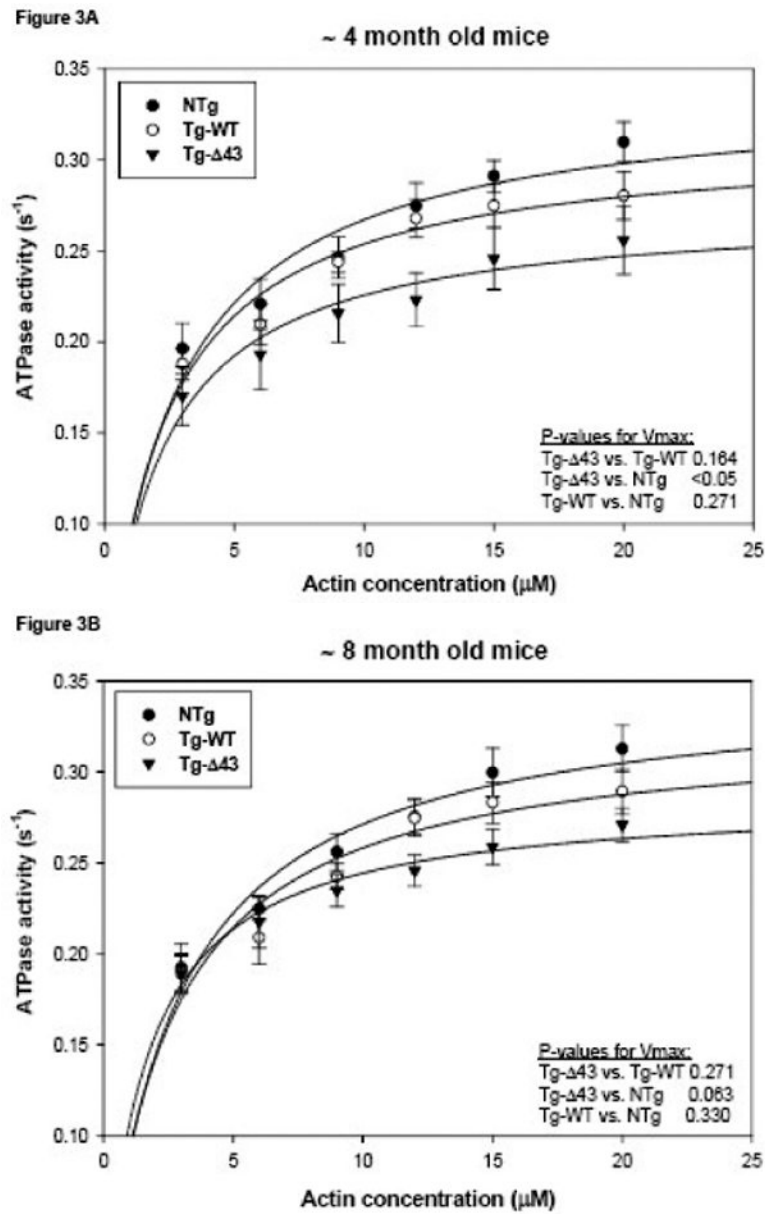 Figure 3A
~ 4 month old mice
0.35
0.30
0.25
0.20
0.15
0.10
ATPase activity (s⁻¹)
NTg
Tg-WT
Tg-Δ43
P-values for Vmax:
Tg-Δ43 vs. Tg-WT 0.164
Tg-Δ43 vs. NTg <0.05
Tg-WT vs. NTg 0.271
0 5 10 15 20 25
Actin concentration (μM)
Figure 3B
~ 8 month old mice
0.35
0.30
0.25
0.20
0.15
0.10
ATPase activity (s⁻¹)
NTg
Tg-WT
Tg-Δ43
P-values for Vmax:
Tg-Δ43 vs. Tg-WT 0.271
Tg-Δ43 vs. NTg 0.063
Tg-WT vs. NTg 0.330
0 5 10 15 20 25
Actin concentration (μM)